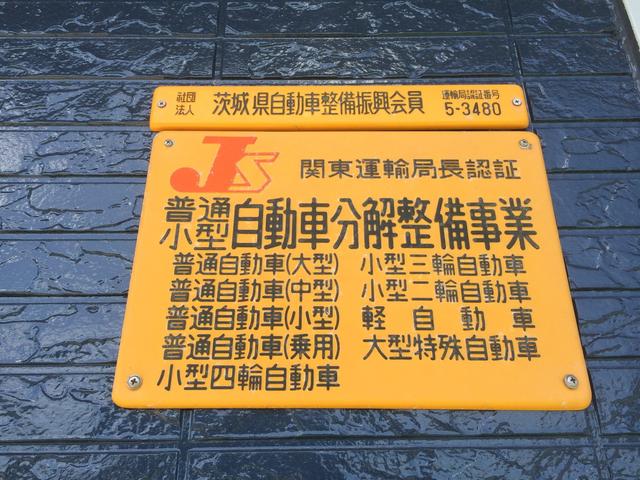 社団法人 茨城県自動車整備振興会員 運輸局認証番号 5-3480
JS 関東運輸局長認証
普通 小型 自動車分解整備事業
普通自動車(大型) 小型三輪自動車
普通自動車(中型) 小型二輪自動車
普通自動車(小型) 軽自動車
普通自動車(乗用) 大型特殊自動車
小型四輪自動車